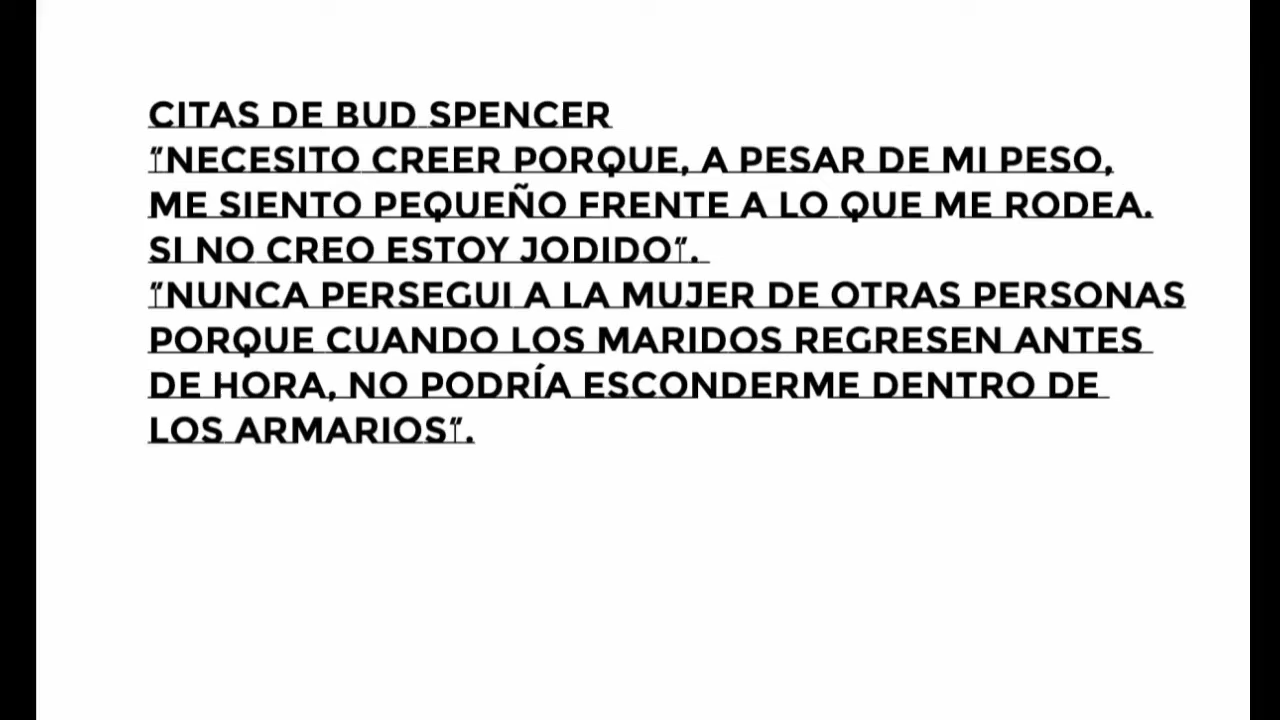 CITAS DE BUD SPENCER
"NECESITO CREER PORQUE, A PESAR DE MI PESO,
ME SIENTO PEQUEÑO FRENTE A LO QUE ME RODEA.
SI NO CREO ESTOY JODIDO".
"NUNCA PERSEGUI A LA MUJER DE OTRAS PERSONAS
PORQUE CUANDO LOS MARIDOS REGRESEN ANTES
DE HORA, NO PODRÍA ESCONDERME DENTRO DE
LOS ARMARIOS".